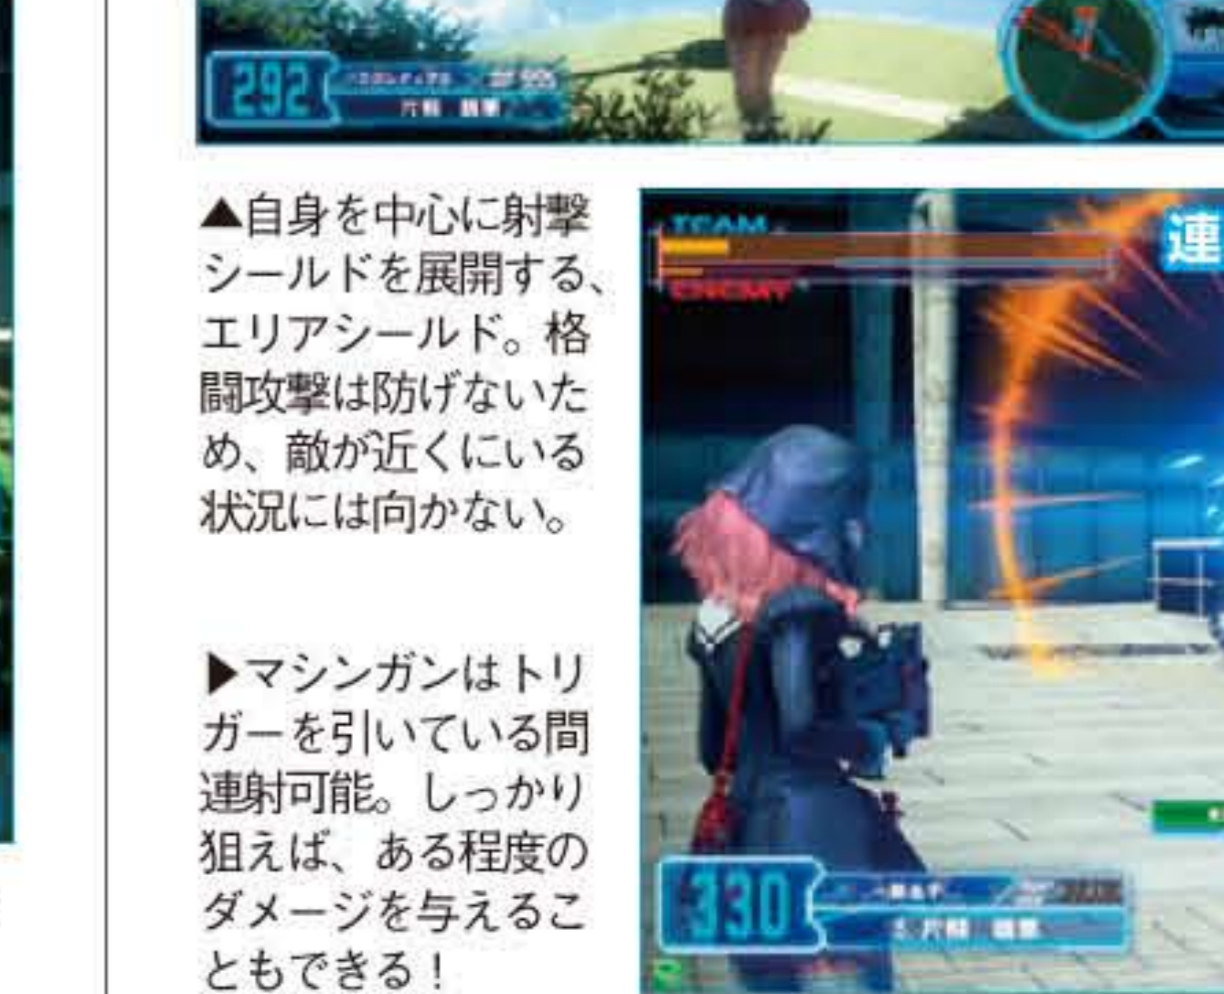 292
▲自身を中心に射撃
シールドを展開する、
エリアシールド。格
闘攻撃は防げないた
め、敵が近くにいる
状況には向かない。
▶マシンガンはトリ
ガーを引いている間
連射可能。しっかり
狙えば、ある程度の
ダメージを与えるこ
ともできる！
TEAM
ENEMY
連
330